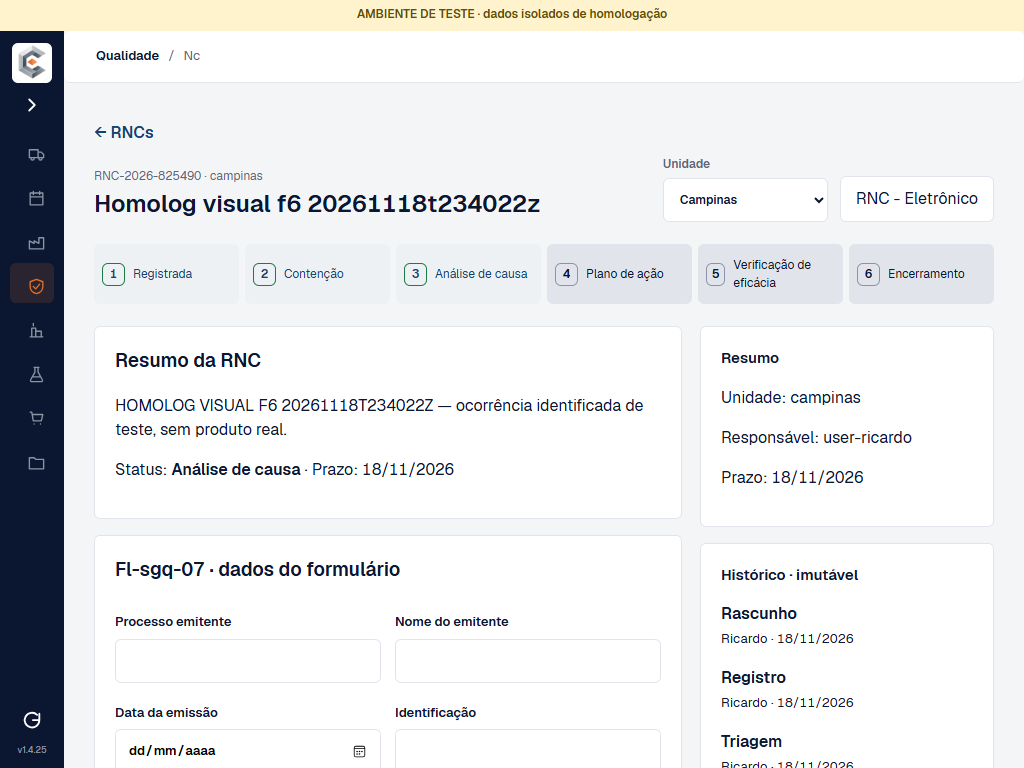 AMBIENTE DE TESTE · dados isolados de homologação
Qualidade / Nc
← RNCs
RNC-2026-825490 · campinas
Homolog visual f6 20261118t234022z
Unidade
Campinas
RNC - Eletrônico
1 Registrada
2 Contenção
3 Análise de causa
4 Plano de ação
5 Verificação de
eficácia
6 Encerramento
Resumo da RNC
HOMOLOG VISUAL F6 20261118T234022Z — ocorrência identificada de
teste, sem produto real.
Status: Análise de causa · Prazo: 18/11/2026
Resumo
Unidade: campinas
Responsável: user-ricardo
Prazo: 18/11/2026
Fl-sgq-07 · dados do formulário
Processo emitente
Nome do emitente
Data da emissão
Identificação
dd/mm/aaaa
Histórico · imutável
Rascunho
Ricardo · 18/11/2026
Registro
Ricardo · 18/11/2026
Triagem
Ricardo · 18/11/2026
v1.4.25